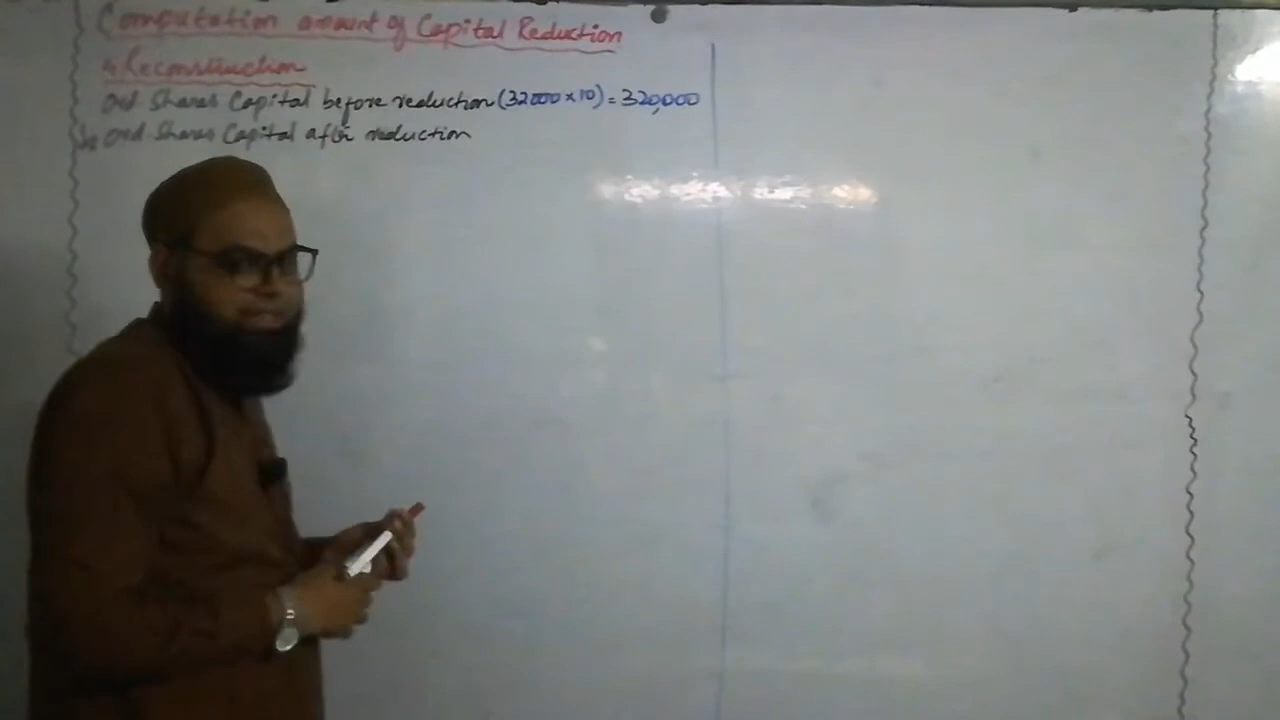 Computation amount of Capital Reduction
& Reconstruction
Ord Shares Capital before reduction (32000 × 10) = 320,000
Ord Shares Capital after reduction